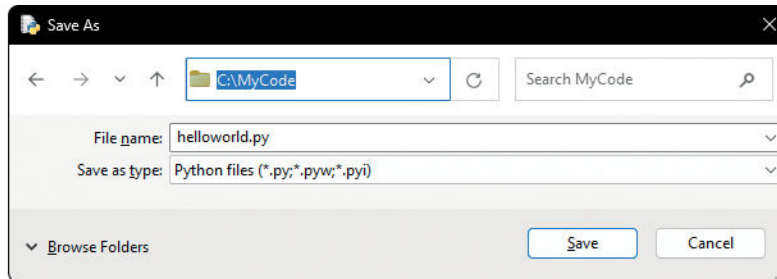 Save As
C:\MyCode
Search MyCode
File name: helloworld.py
Save as type: Python files (*.py;*.pyw;*.pyi)
Browse Folders
Save
Cancel